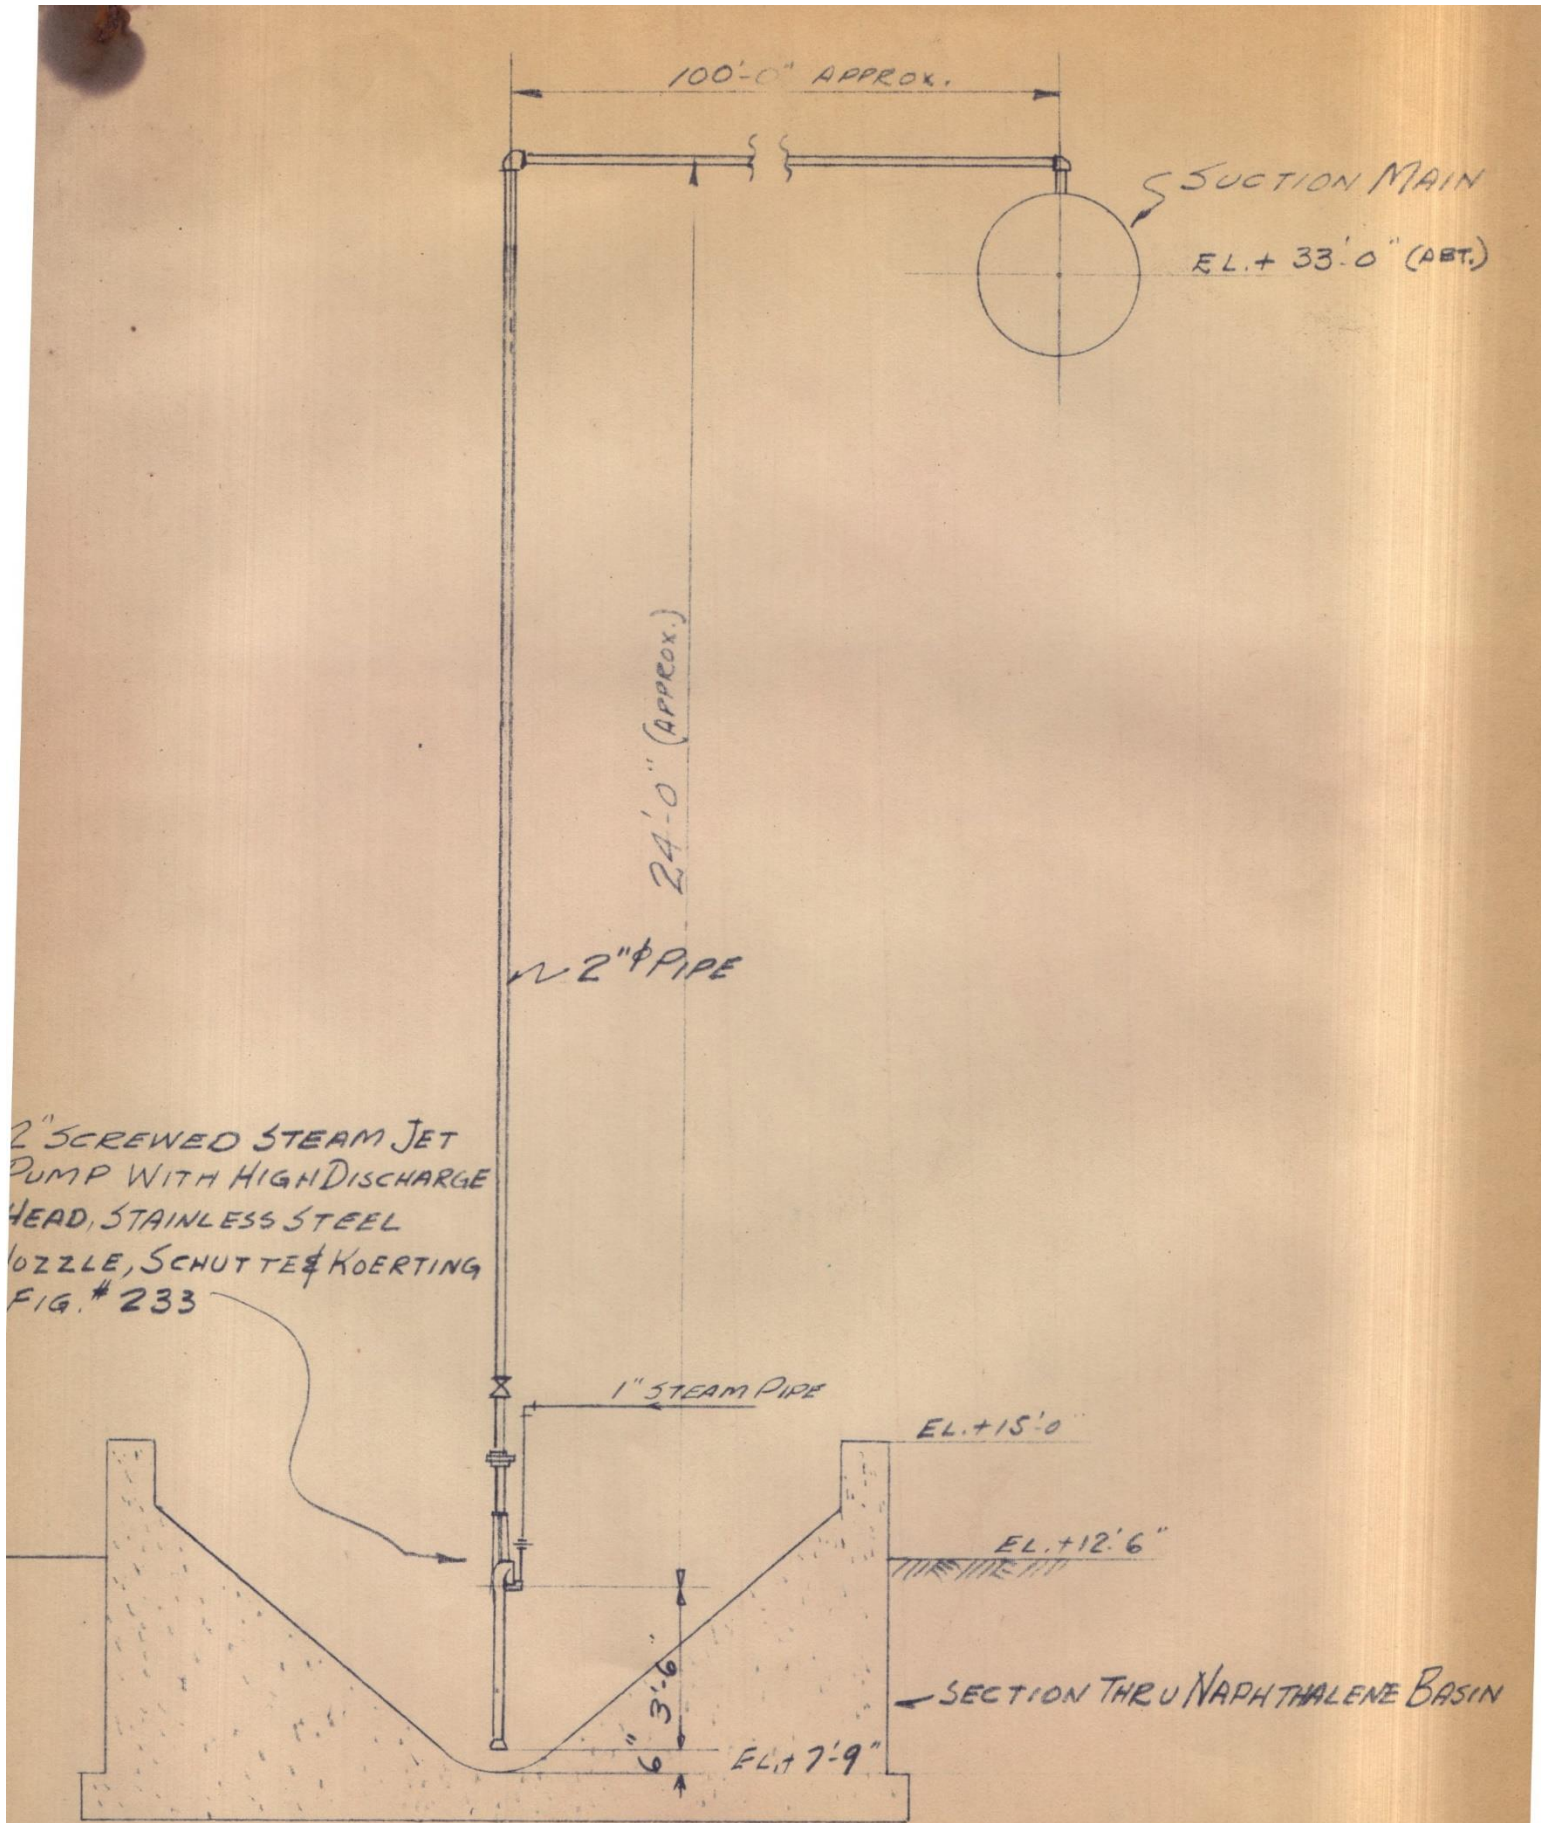 100'-0" APPROX.
SUCTION MAIN
EL.+ 33'-0" (ABT.)
24'-0" (APPROX.)
2"ϕ PIPE
2" SCREWED STEAM JET
PUMP WITH HIGH DISCHARGE
HEAD, STAINLESS STEEL
NOZZLE, SCHUTTE & KOERTING
FIG. # 233
1" STEAM PIPE
EL.+15'-0"
EL.+12'-6"
3'-6"
SECTION THRU NAPHTHALENE BASIN
6"
EL.+7'-9"